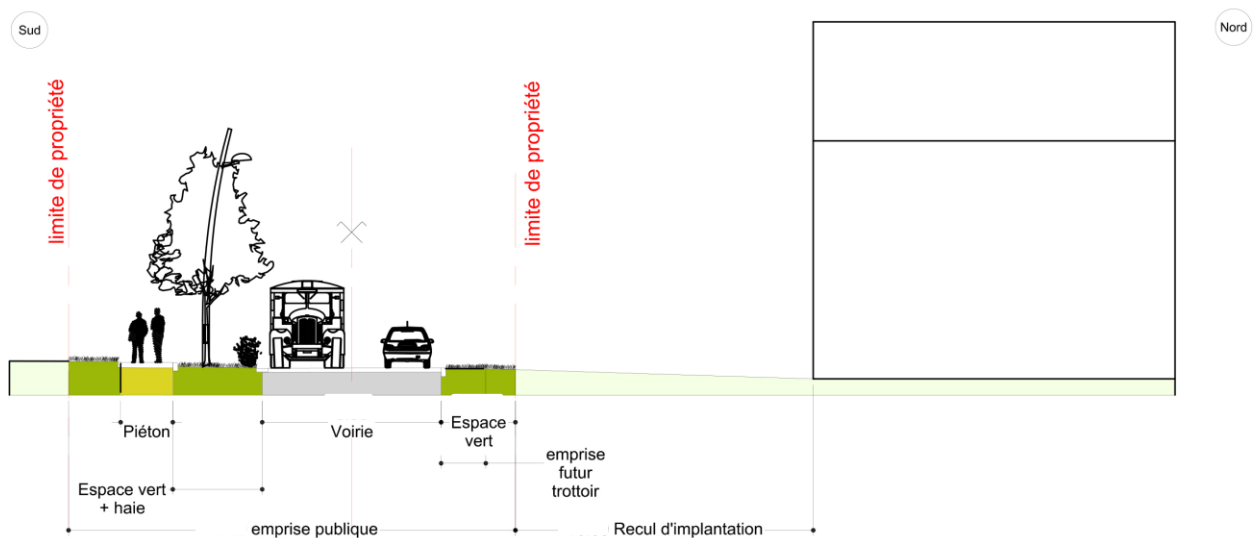 Sud
Nord
limite de propriété
limite de propriété
Piéton
Voirie
Espace
vert
emprise
futur
trottoir
Espace vert
+ haie
emprise publique
Recul d'implantation